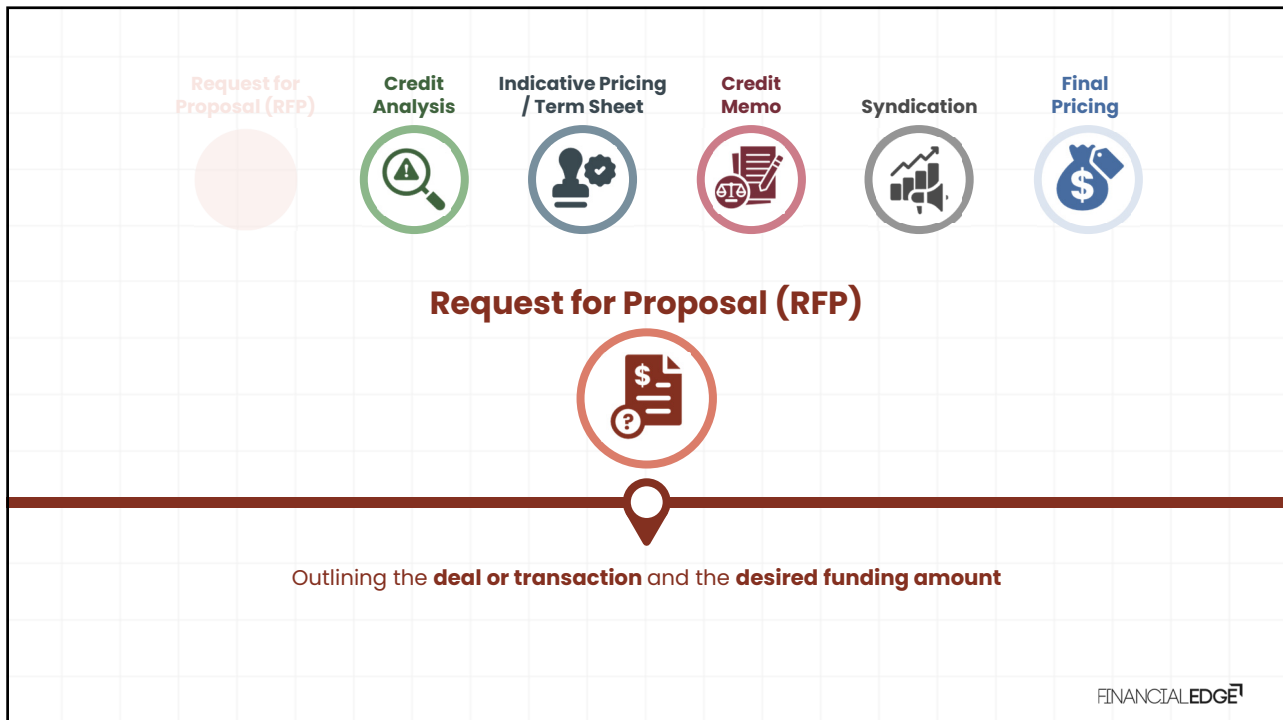 Request for
Proposal (RFP)
Credit
Analysis
Indicative Pricing
/ Term Sheet
Credit
Memo
Syndication
Final
Pricing
$
Request for Proposal (RFP)
$
?
Outlining the deal or transaction and the desired funding amount
FINANCIALEDGE